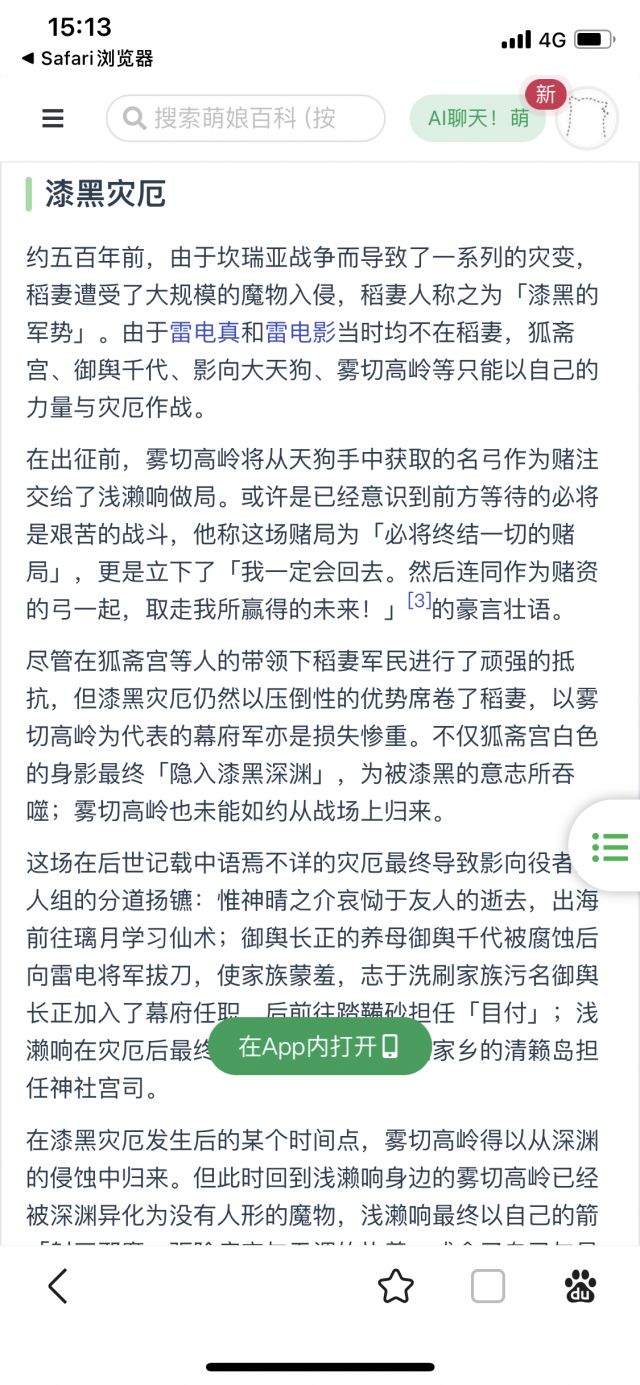 15:13
4G
◀ Safari浏览器
搜索萌娘百科 (按
AI聊天！萌
新
漆黑灾厄
约五百年前，由于坎瑞亚战争而导致了一系列的灾变，
稻妻遭受了大规模的魔物入侵，稻妻人称之为「漆黑的
军势」。由于雷电真和雷电影当时均不在稻妻，狐斋
宫、御舆千代、影向大天狗、雾切高岭等只能以自己的
力量与灾厄作战。
在出征前，雾切高岭将从天狗手中获取的名弓作为赌注
交给了浅濑响做局。或许是已经意识到前方等待的必将
是艰苦的战斗，他称这场赌局为「必将终结一切的赌
局」，更是立下了「我一定会回去。然后连同作为赌资
的弓一起，取走我所赢得的未来！」[3]的豪言壮语。
尽管在狐斋宫等人的带领下稻妻军民进行了顽强的抵
抗，但漆黑灾厄仍然以压倒性的优势席卷了稻妻，以雾
切高岭为代表的幕府军亦是损失惨重。不仅狐斋宫白色
的身影最终「隐入漆黑深渊」，为被漆黑的意志所吞
噬；雾切高岭也未能如约从战场上归来。
这场在后世记载中语焉不详的灾厄最终导致影向役者
人组的分道扬镳：惟神晴之介哀恸于友人的逝去，出海
前往璃月学习仙术；御舆长正的养母御舆千代被腐蚀后
向雷电将军拔刀，使家族蒙羞，志于洗刷家族污名御舆
长正加入了幕府任职，后前往踏鞴砂担任「目付」；浅
濑响在灾厄后最终
家乡的清籁岛担
在App内打开
任神社宫司。
在漆黑灾厄发生后的某个时间点，雾切高岭得以从深渊
的侵蚀中归来。但此时回到浅濑响身边的雾切高岭已经
被深渊异化为没有人形的魔物，浅濑响最终以自己的箭
du